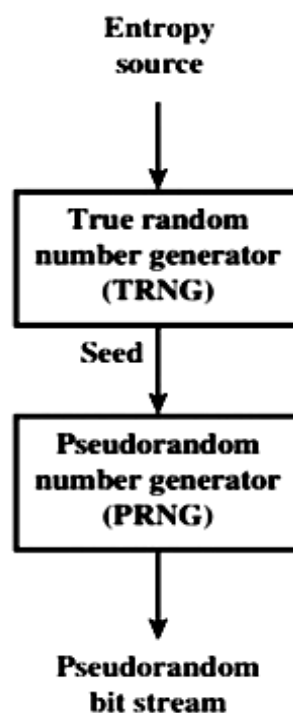 Entropy
source
True random
number generator
(TRNG)
Seed
Pseudorandom
number generator
(PRNG)
Pseudorandom
bit stream